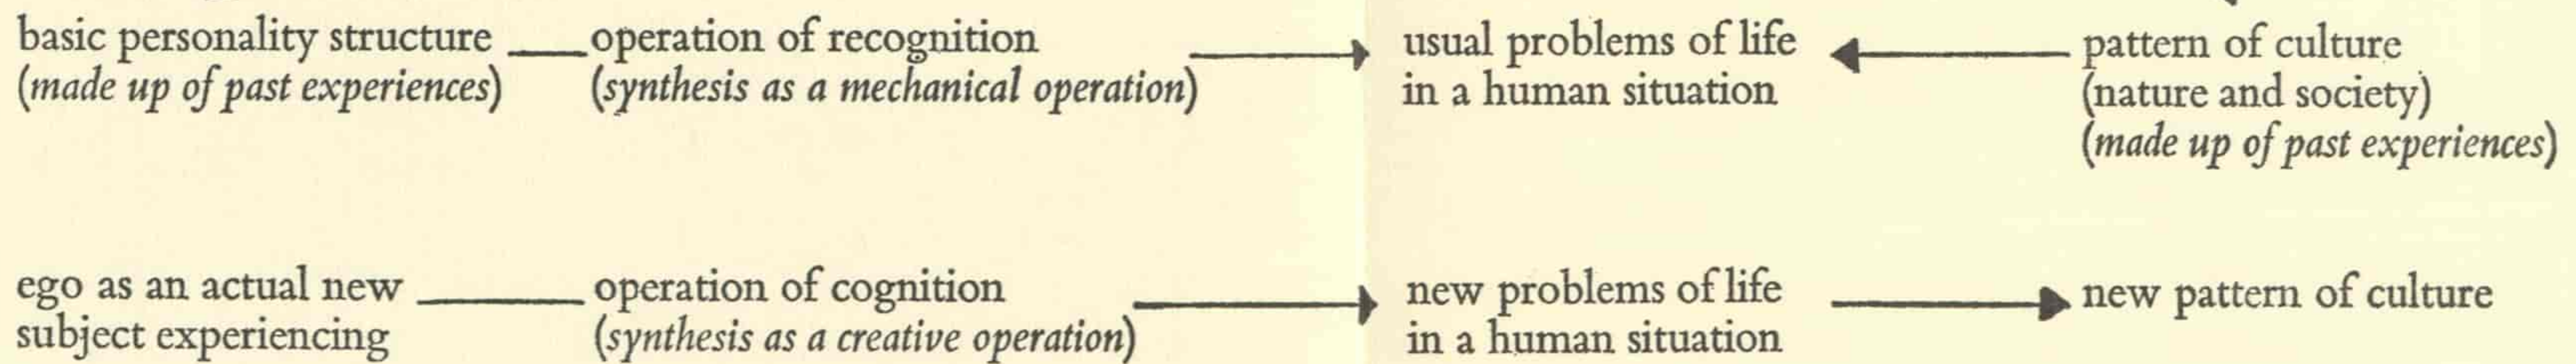 basic personality structure
(made up of past experiences)
operation of recognition
(synthesis as a mechanical operation)
usual problems of life
in a human situation
pattern of culture
(nature and society)
(made up of past experiences)
ego as an actual new
subject experiencing
operation of cognition
(synthesis as a creative operation)
new problems of life
in a human situation
new pattern of culture